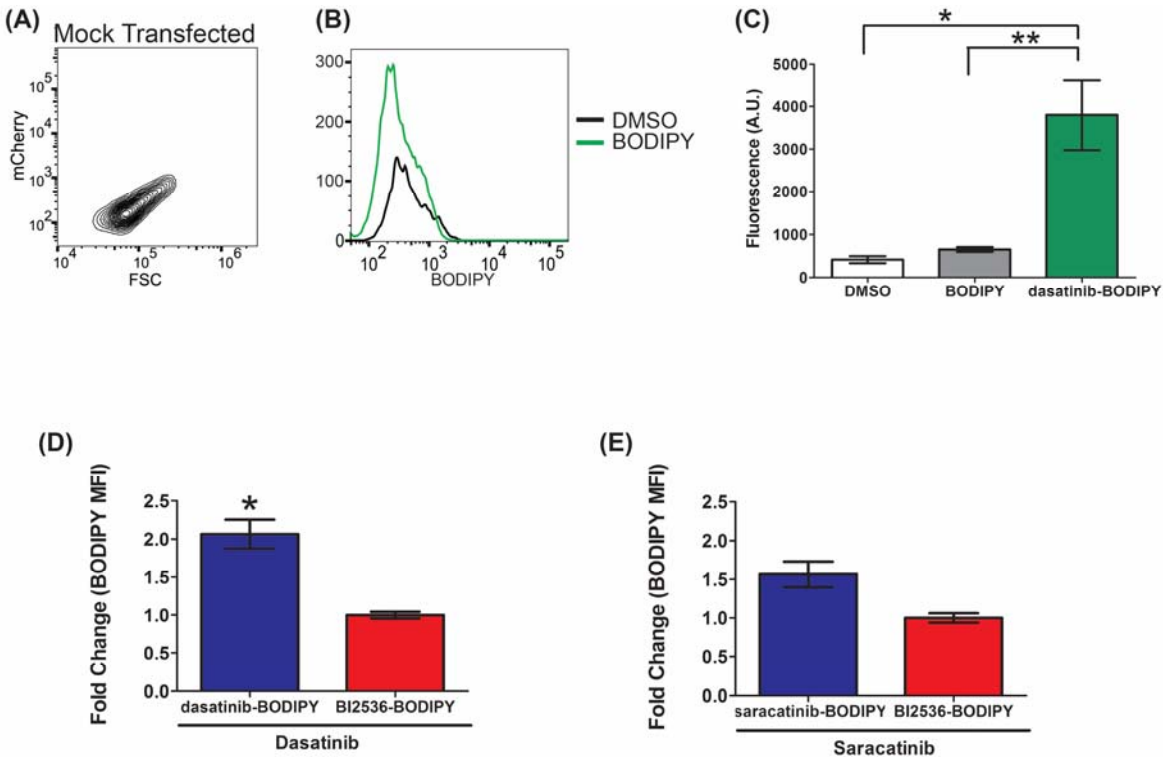 (A)
Mock Transfected
mCherry
10^5
10^4
10^3
10^2
10^4
10^5
10^6
FSC
(B)
300
200
100
0
10^2
10^3
10^4
10^5
BODIPY
DMSO
BODIPY
(C)
*
**
Fluorescence (A.U.)
5000
4000
3000
2000
1000
0
DMSO
BODIPY
dasatinib-BODIPY
(D)
Fold Change (BODIPY MFI)
2.5
2.0
1.5
1.0
0.5
0.0
*
dasatinib-BODIPY
BI2536-BODIPY
Dasatinib
(E)
Fold Change (BODIPY MFI)
2.5
2.0
1.5
1.0
0.5
0.0
saracatinib-BODIPY
BI2536-BODIPY
Saracatinib